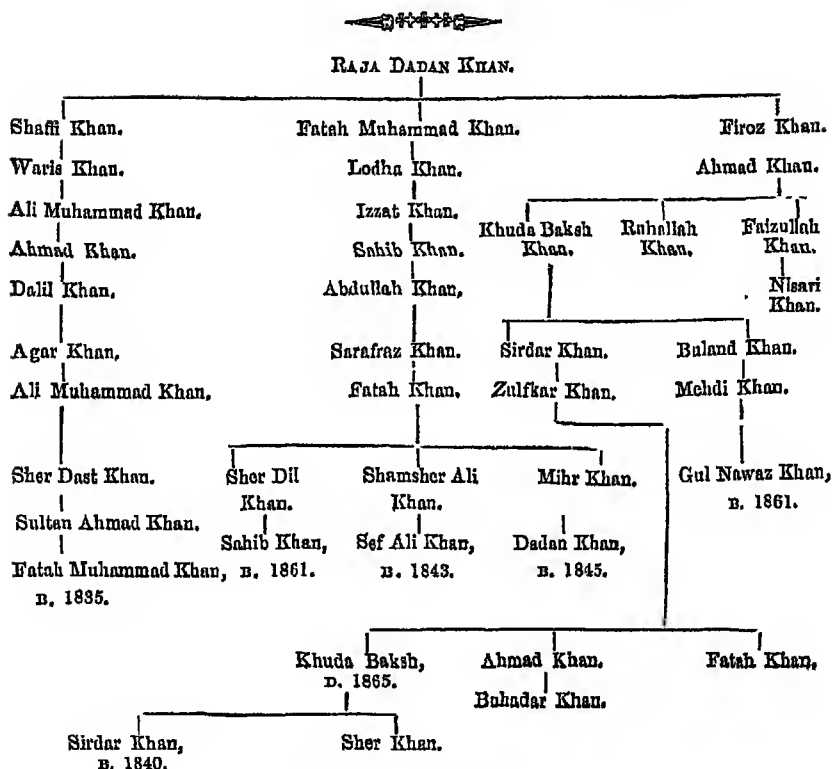 RAJA DADAN KHAN.
Shaffi Khan. Fatah Muhammad Khan. Firoz Khan.
Waris Khan. Lodha Khan. Ahmad Khan.
Ali Muhammad Khan. Izzat Khan. Khuda Baksh Ruhallah Faizullah
Khan. Khan. Khan.
Ahmad Khan. Sahib Khan.
Dalil Khan. Abdullah Khan, Nisari
Khan.
Agar Khan, Sarafraz Khan. Sirdar Khan. Buland Khan.
Ali Muhammad Khan, Fatah Khan. Zulfkar Khan. Mehdi Khan.
Sher Dast Khan. Sher Dil Shamsher Ali Mihr Khan. Gul Nawaz Khan,
Khan. Khan. B. 1861.
Sultan Ahmad Khan.
Sahib Khan, Sef Ali Khan, Dadan Khan,
Fatah Muhammad Khan, B. 1861. B. 1843. B. 1845.
B. 1835.
Khuda Baksh, Ahmad Khan. Fatah Khan.
D. 1865.
Buhadar Khan.
Sirdar Khan, Sher Khan.
B. 1840.